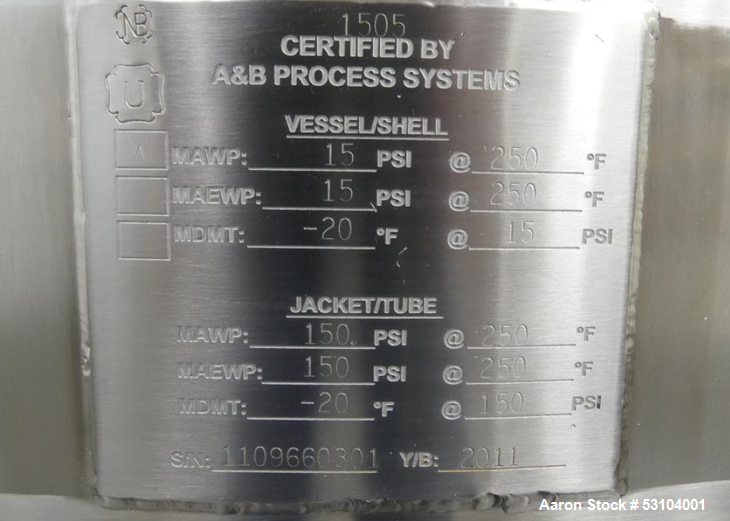 NB 1505
CERTIFIED BY
A&B PROCESS SYSTEMS
U
VESSEL/SHELL
W MAWP: 15 PSI @ 250 °F
MAEWP: 15 PSI @ 250 °F
MDMT: -20 °F @ 15 PSI
JACKET/TUBE
MAWP: 150 PSI @ 250 °F
MAEWP: 150 PSI @ 250 °F
MDMT: -20 °F @ 150 PSI
S/N: 1109660301 Y/B: 2011
Aaron Stock # 53104001